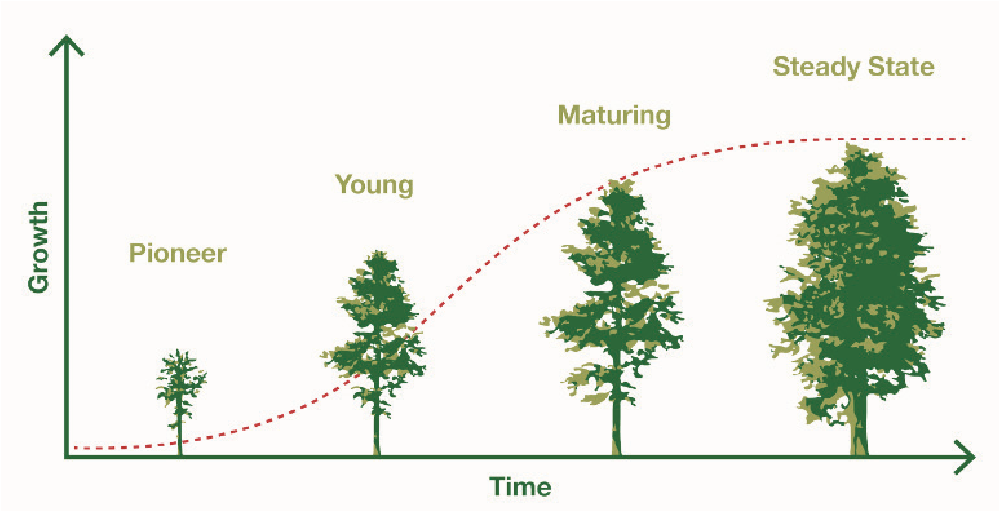 Steady State
Maturing
Young
Pioneer
Growth
Time